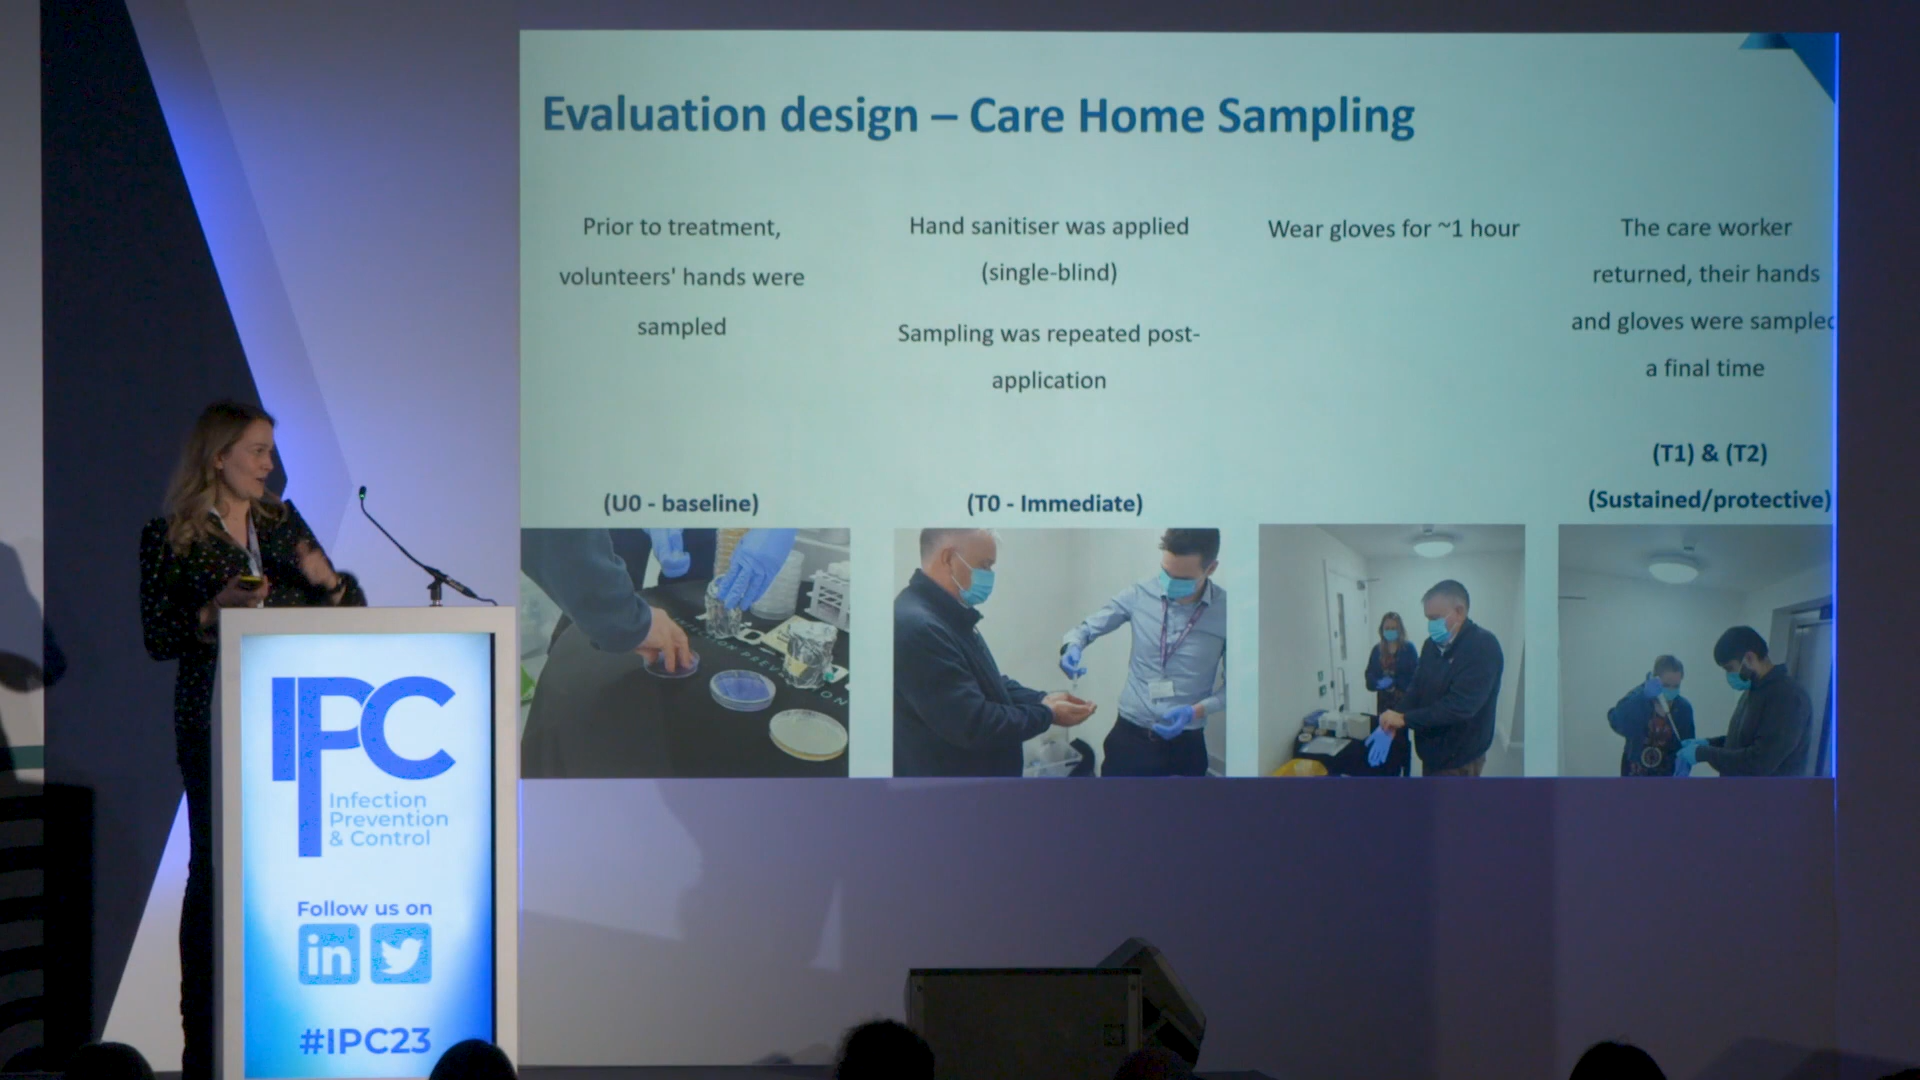 Evaluation design – Care Home Sampling
Prior to treatment,
volunteers' hands were
sampled
(U0 - baseline)
Hand sanitiser was applied
(single-blind)
Sampling was repeated post-
application
(T0 - Immediate)
Wear gloves for ~1 hour
The care worker
returned, their hands
and gloves were sampled
a final time
(T1) & (T2)
(Sustained/protective)
IPC
Infection
Prevention
& Control
Follow us on
in
#IPC23